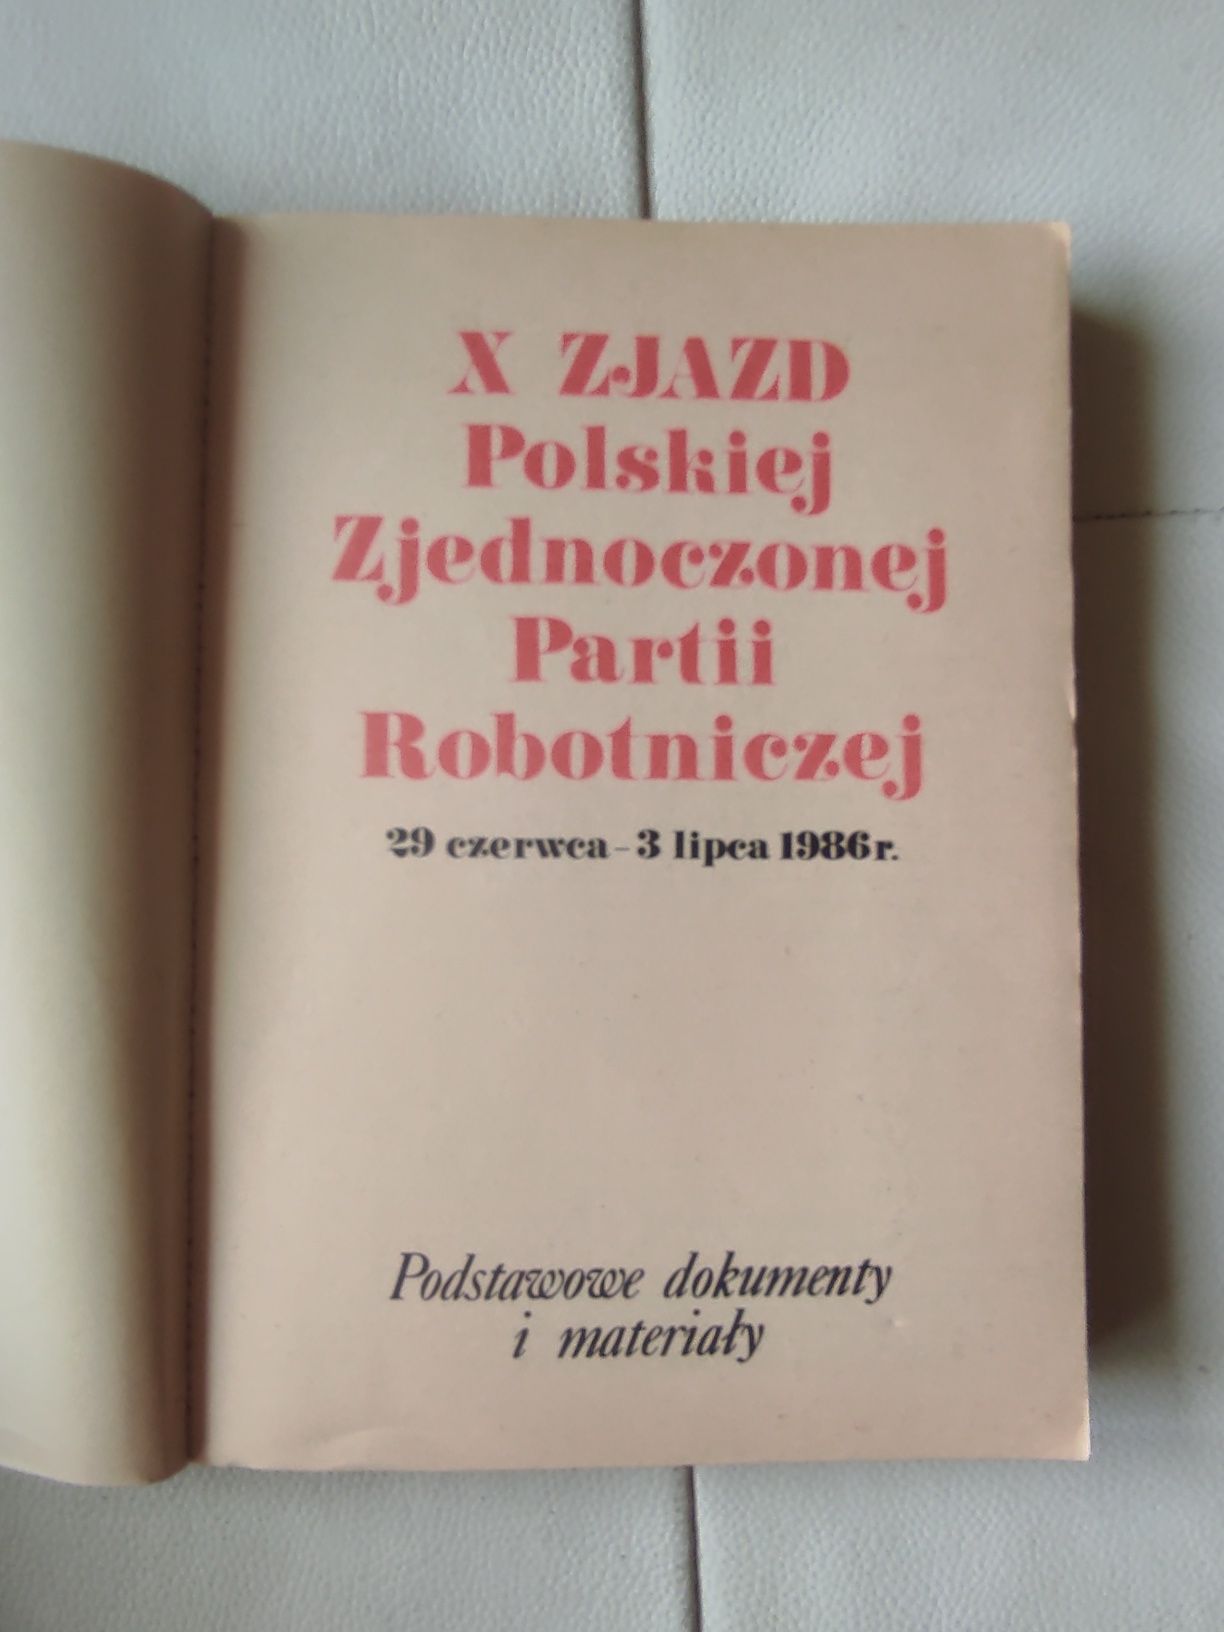 X ZJAZD
Polskiej
Zjednoczonej
Partii
Robotniczej
29 czerwca – 3 lipca 1986 r.
Podstawowe dokumenty
i materiały